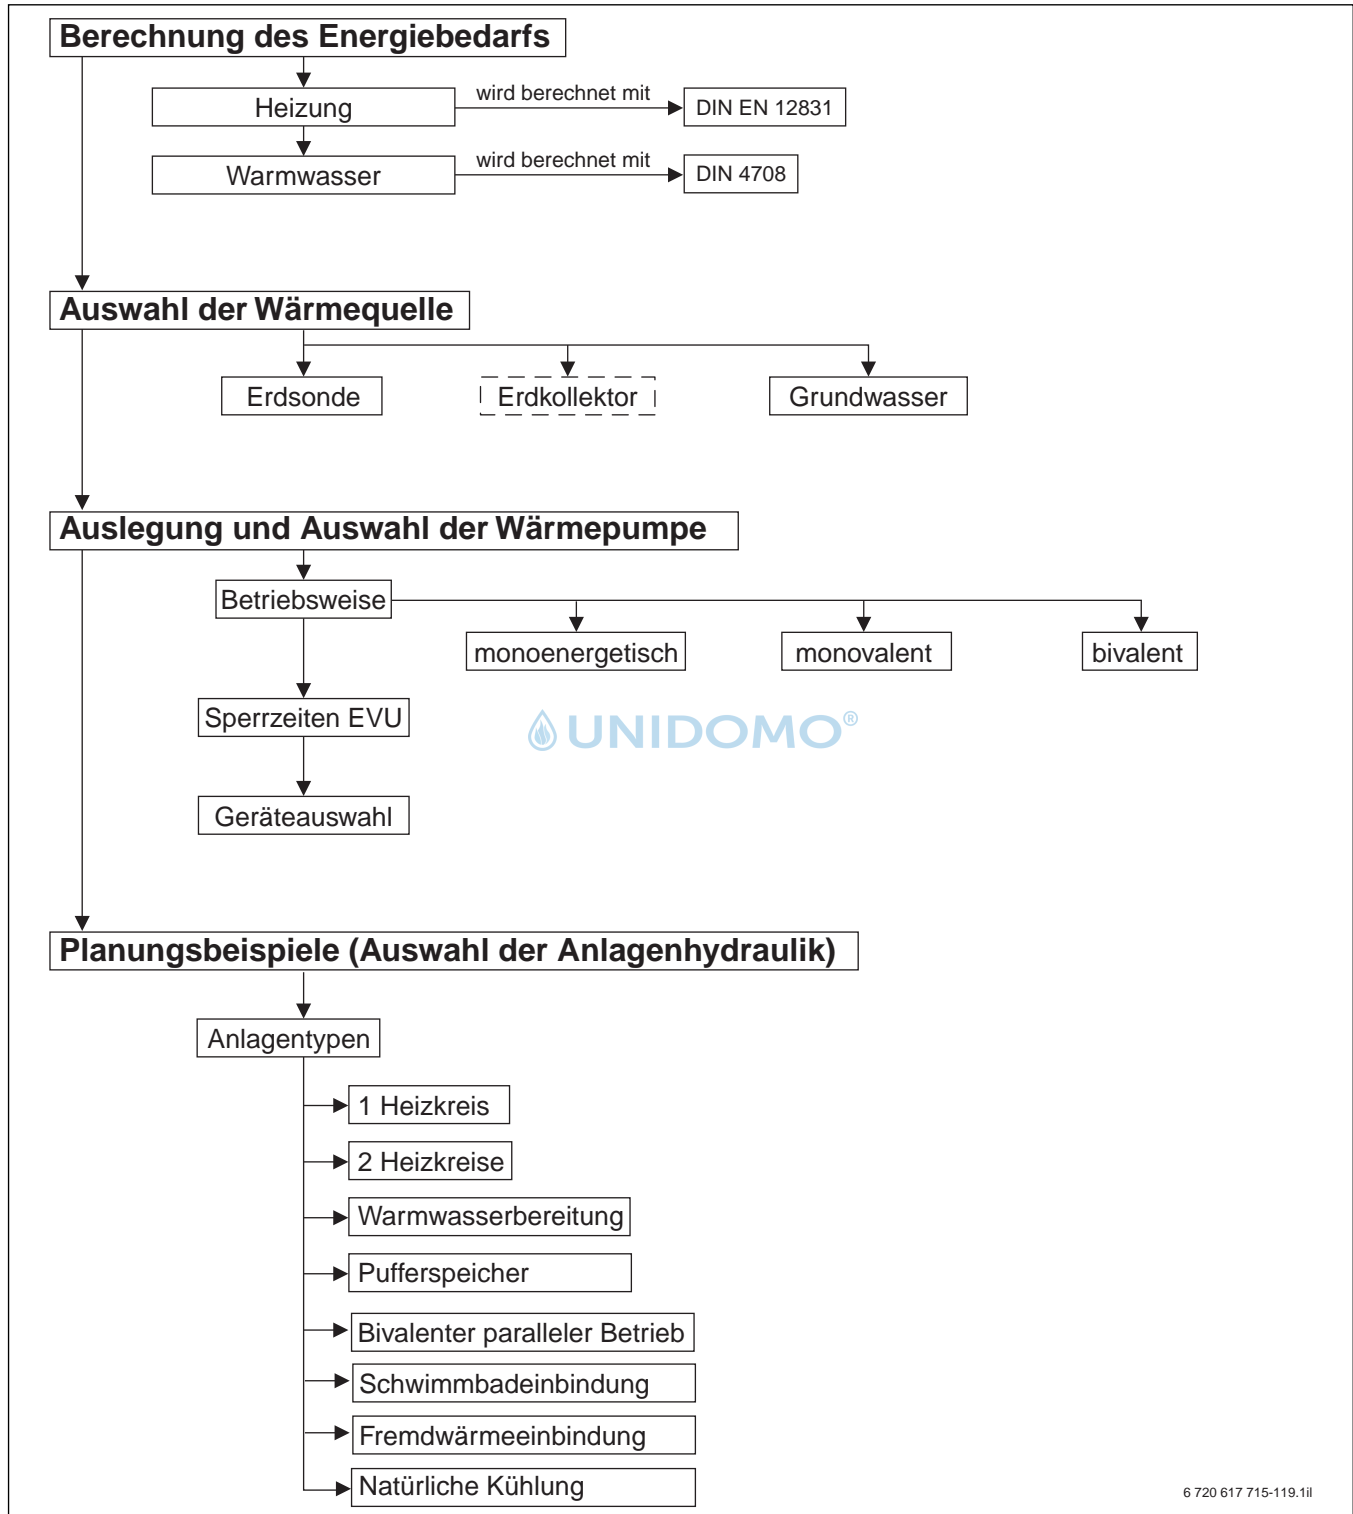 Berechnung des Energiebedarfs
Heizung
wird berechnet mit
DIN EN 12831
Warmwasser
wird berechnet mit
DIN 4708
Auswahl der Wärmequelle
Erdsonde
Erdkollektor
Grundwasser
Auslegung und Auswahl der Wärmepumpe
Betriebsweise
monoenergetisch
monovalent
bivalent
Sperrzeiten EVU
UNIDOMO®
Geräteauswahl
Planungsbeispiele (Auswahl der Anlagenhydraulik)
Anlagentypen
1 Heizkreis
2 Heizkreise
Warmwasserbereitung
Pufferspeicher
Bivalenter paralleler Betrieb
Schwimmbadeinbindung
Fremdwärmeeinbindung
Natürliche Kühlung
6 720 617 715-119.1il